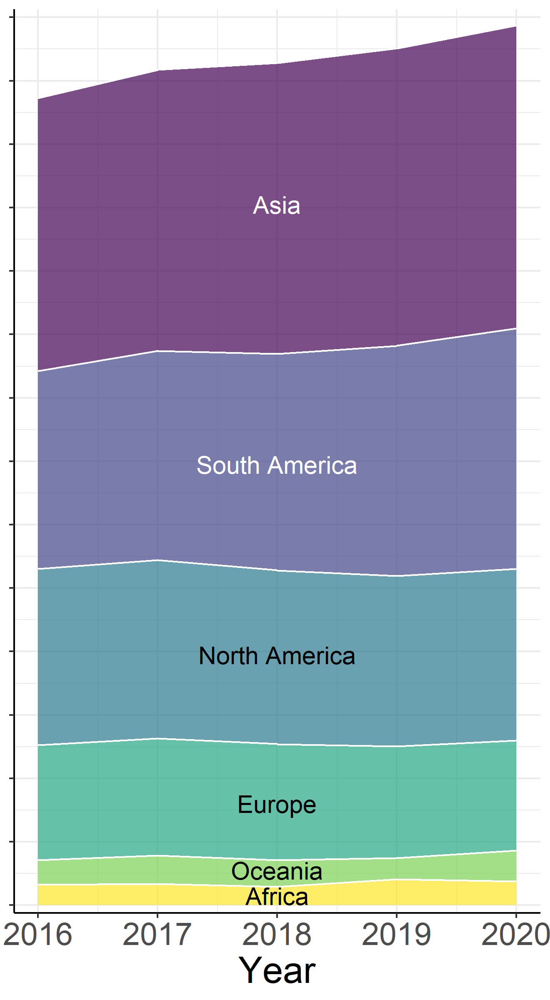 Asia
South America
North America
Europe
Oceania
Africa
2016 2017 2018 2019 2020
Year